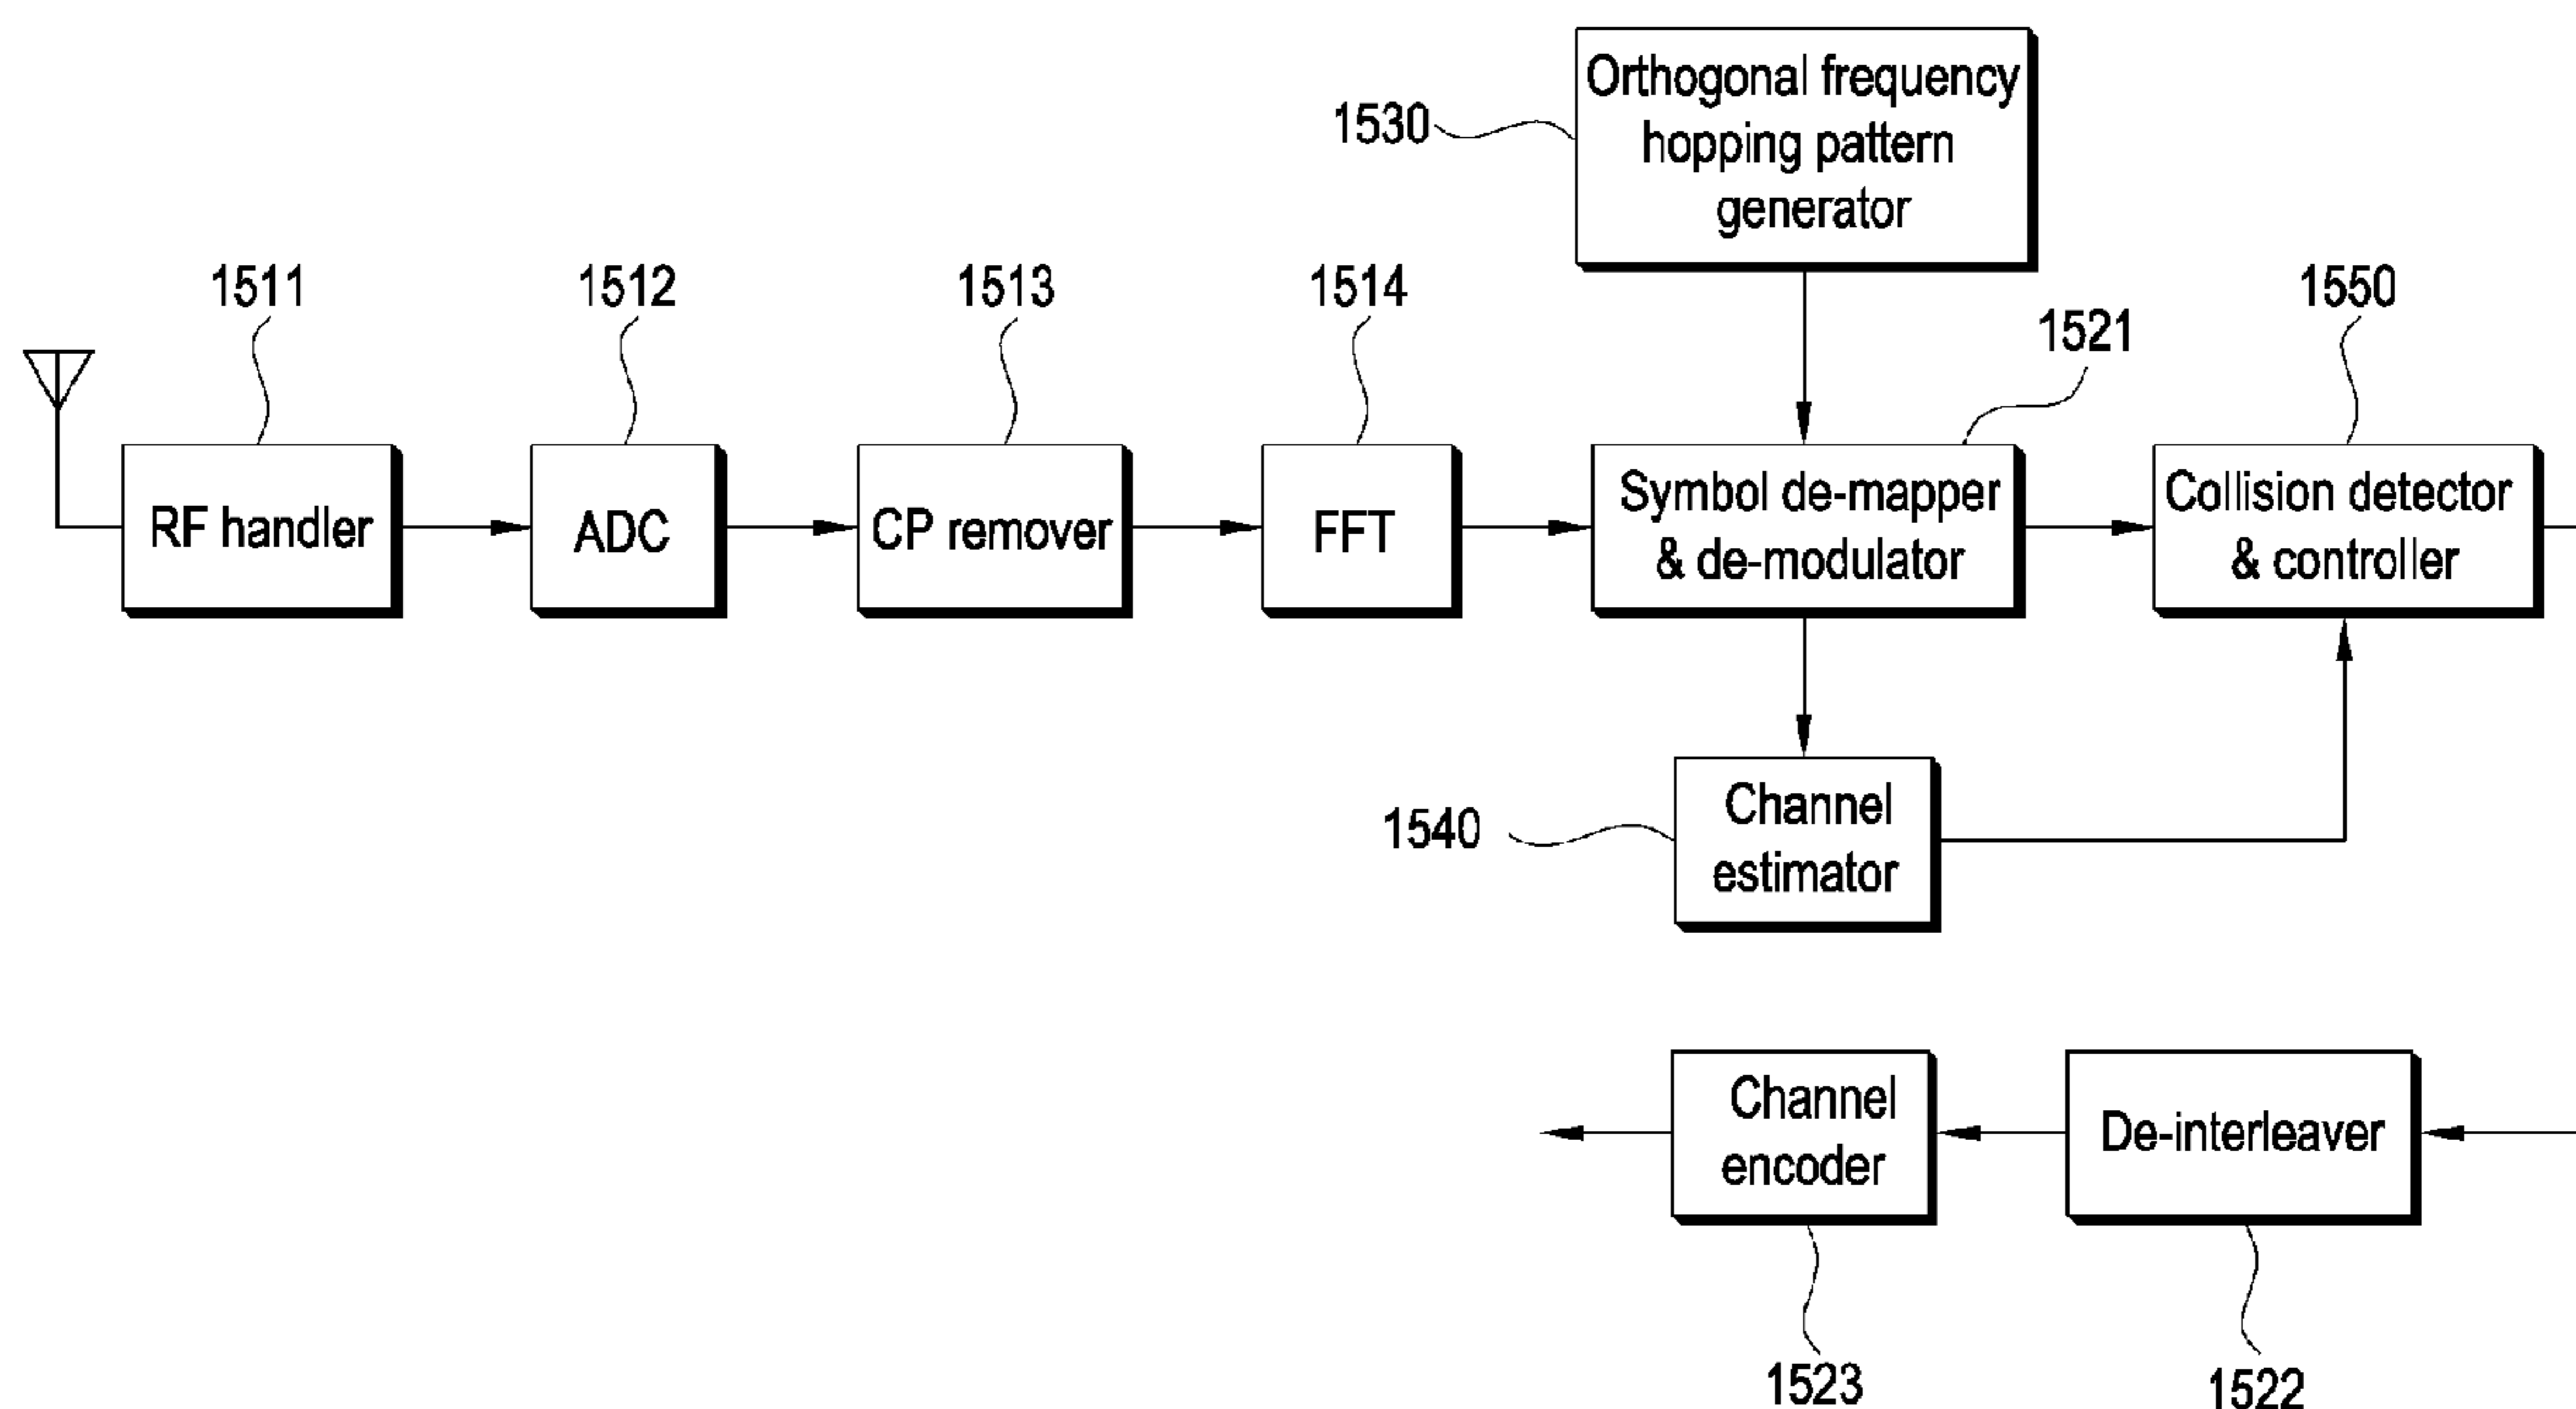 Orthogonal frequency
hopping pattern
generator
1530
1511
1512
1513
1514
1550
1521
RF handler
ADC
CP remover
FFT
Symbol de-mapper
& de-modulator
Collision detector
& controller
1540
Channel
estimator
Channel
encoder
De-interleaver
1523
1522